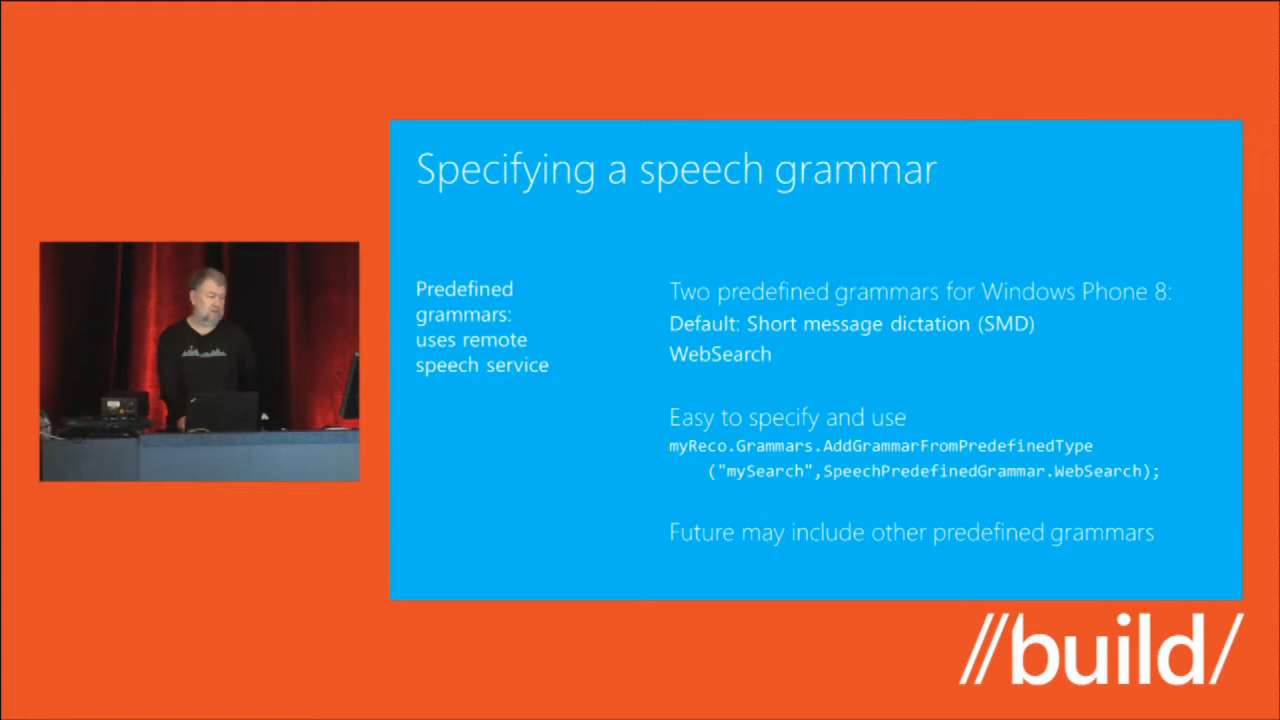 Specifying a speech grammar
Predefined
grammars:
uses remote
speech service
Two predefined grammars for Windows Phone 8:
Default: Short message dictation (SMD)
WebSearch
Easy to specify and use
myReco.Grammars.AddGrammarFromPredefinedType
("mySearch",SpeechPredefinedGrammar.WebSearch);
Future may include other predefined grammars
//build/